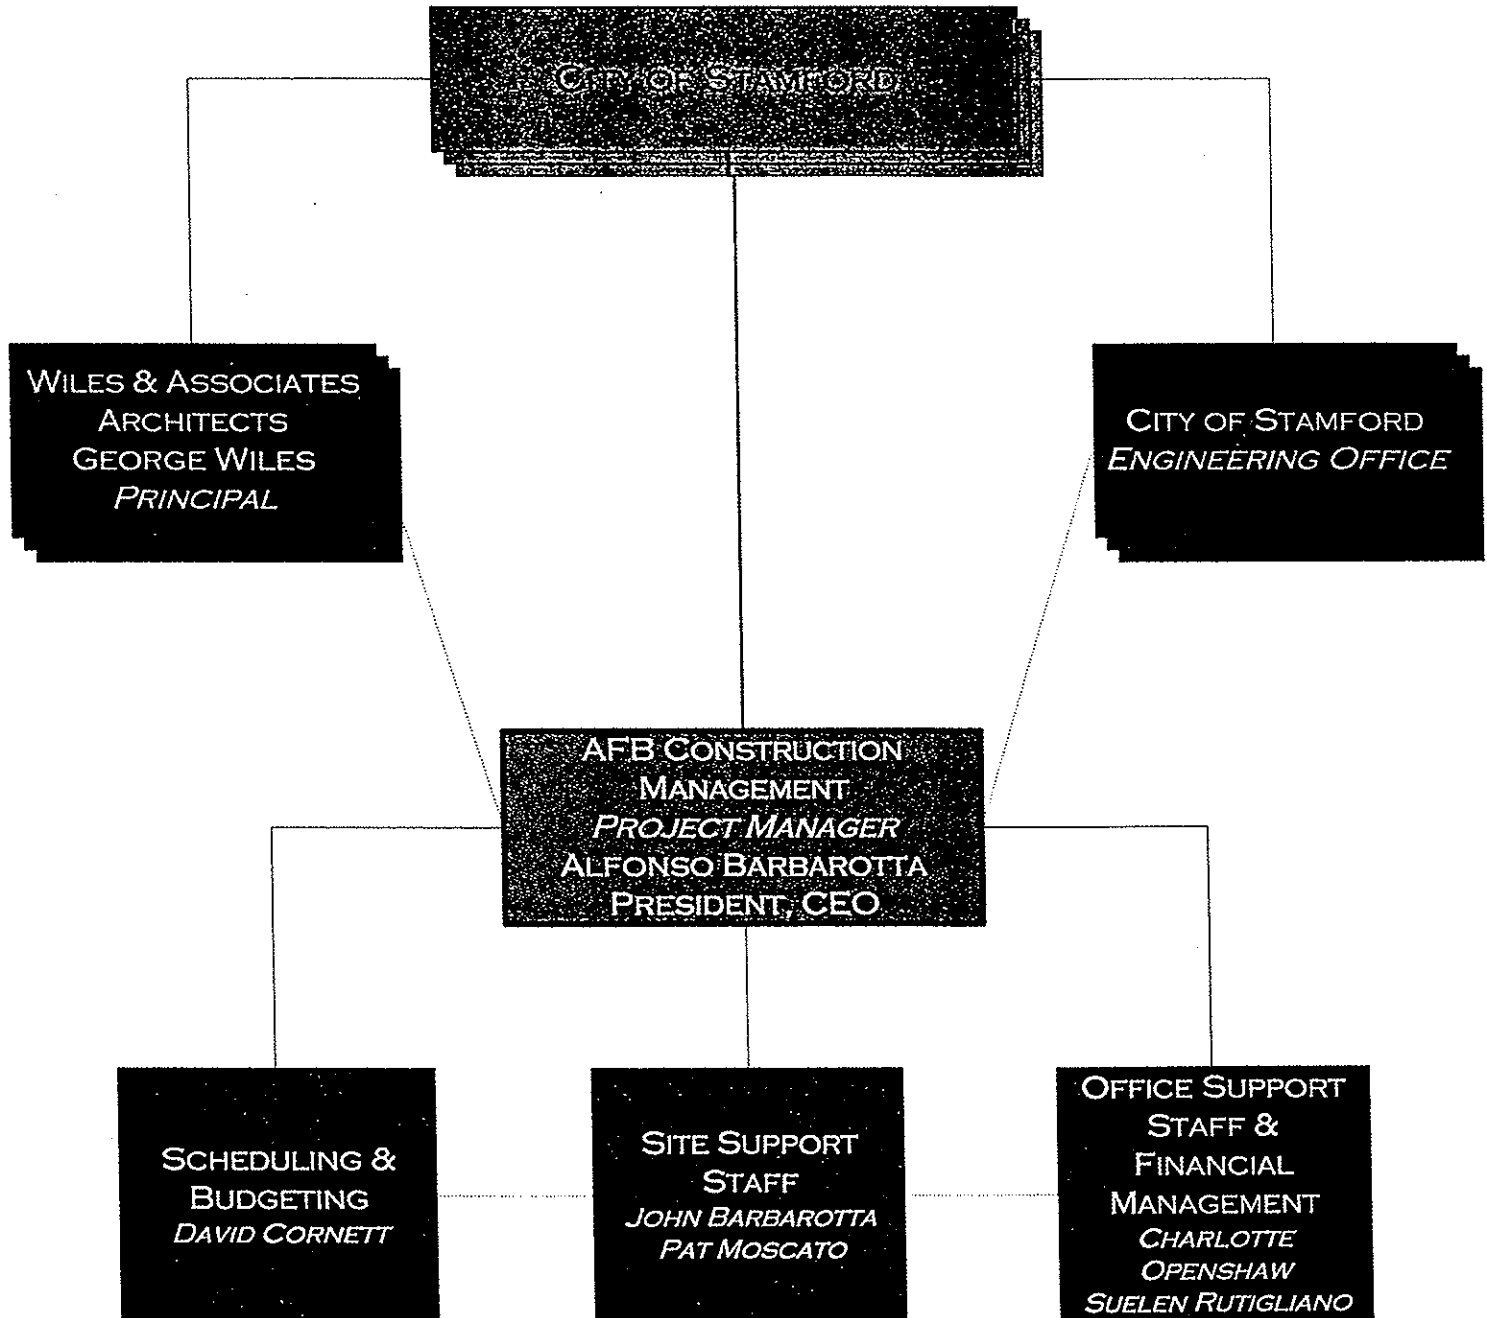 CITY OF STAMFORD
WILES & ASSOCIATES
ARCHITECTS
GEORGE WILES
PRINCIPAL
CITY OF STAMFORD
ENGINEERING OFFICE
AFB CONSTRUCTION
MANAGEMENT
PROJECT MANAGER
ALFONSO BARBAROTTA
PRESIDENT, CEO
SCHEDULING &
BUDGETING
DAVID CORNETT
SITE SUPPORT
STAFF
JOHN BARBAROTTA
PAT MOSCATO
OFFICE SUPPORT
STAFF &
FINANCIAL
MANAGEMENT
CHARLOTTE
OPENSHAW
SUELEN RUTIGLIANO